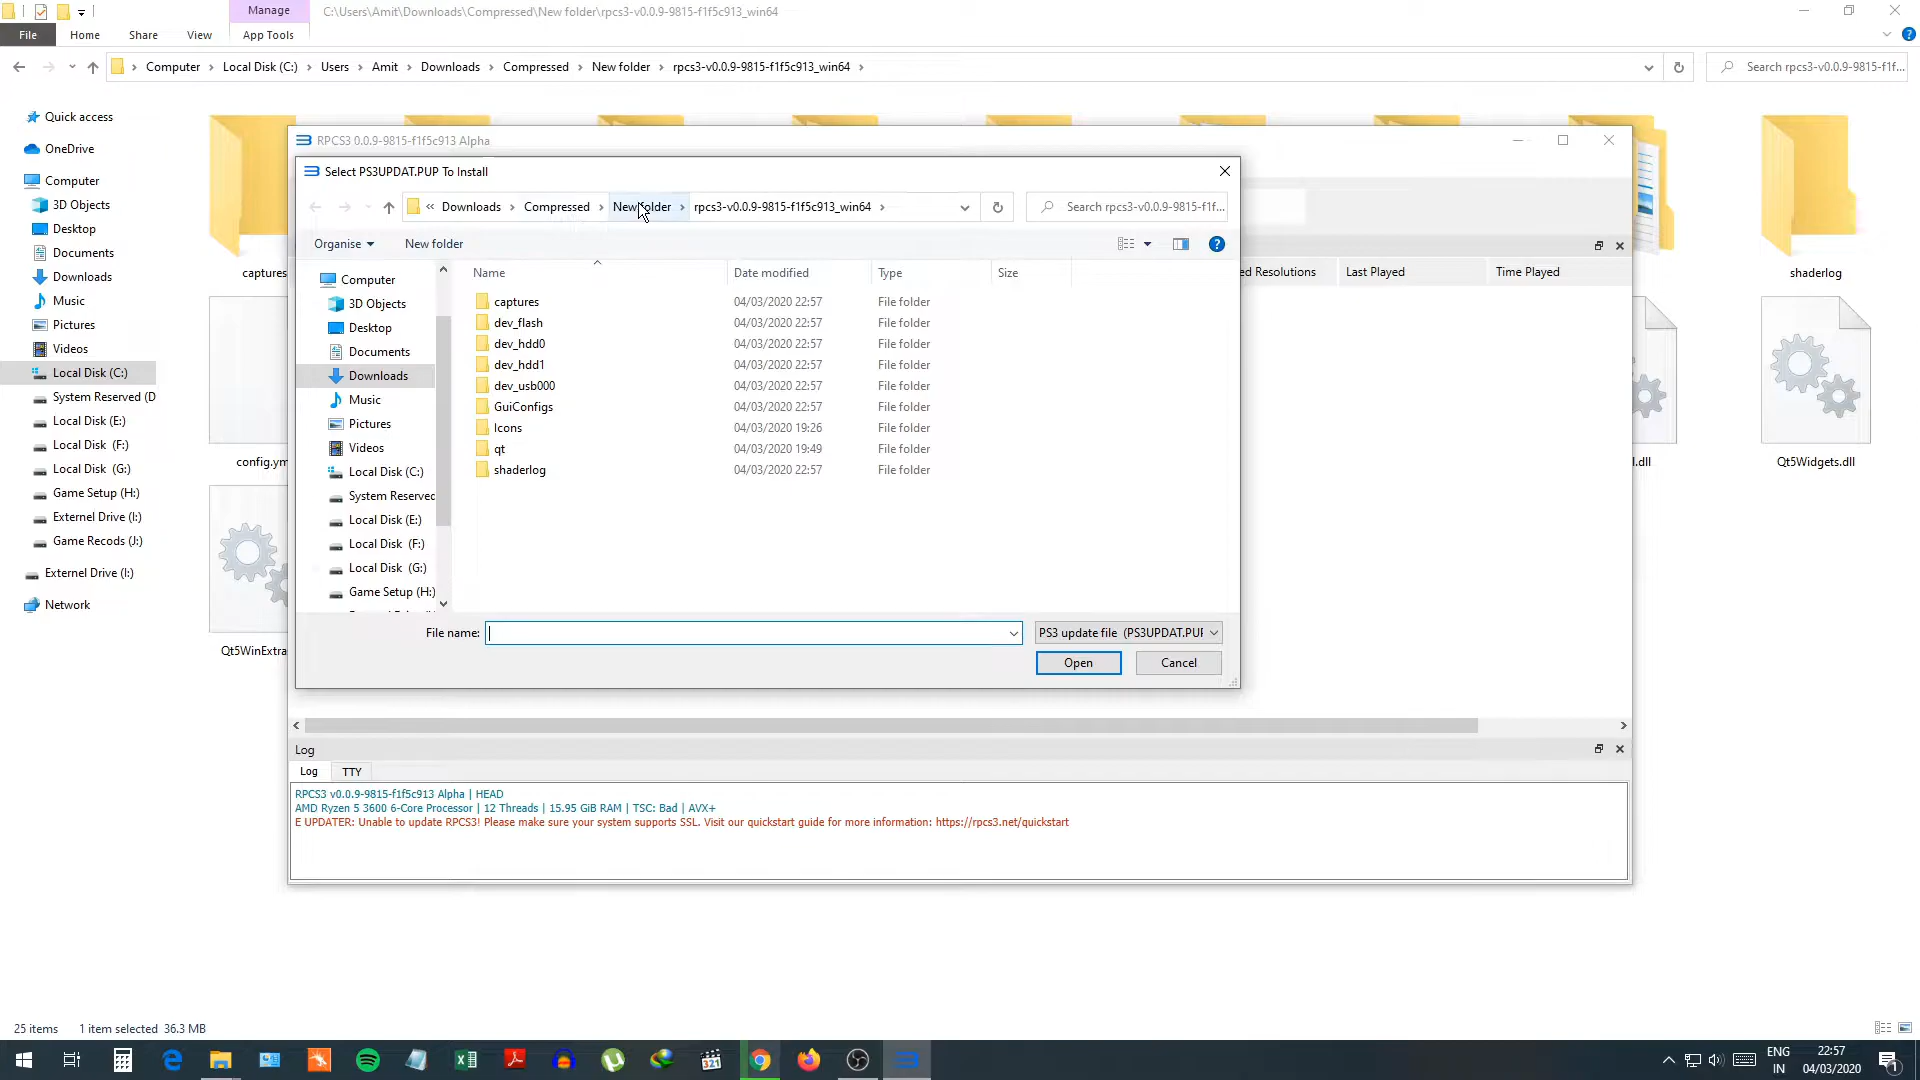 Manage
C:\Users\Amit\Downloads\Compressed\New folder\rpcs3-v0.0.9-9815-f1f5c913_win64
File
Home
Share
View
App Tools
Computer
Local Disk (C:)
Users
Amit
Downloads
Compressed
New folder
rpcs3-v0.0.9-9815-f1f5c913_win64
Search rpcs3-v0.0.9-9815-f1f...
Quick access
OneDrive
Computer
3D Objects
Desktop
Documents
Downloads
Music
Pictures
Videos
Local Disk (C:)
System Reserved (D
Local Disk (E:)
Local Disk (F:)
Local Disk (G:)
Game Setup (H:)
Externel Drive (I:)
Game Recods (J:)
Externel Drive (I:)
Network
captures
config.ym
Qt5WinExtra
shaderlog
l.dll
Qt5Widgets.dll
RPCS3 0.0.9-9815-f1f5c913 Alpha
Select PS3UPDAT.PUP To Install
« Downloads
Compressed
New folder
rpcs3-v0.0.9-9815-f1f5c913_win64
Search rpcs3-v0.0.9-9815-f1f...
Organise
New folder
Computer
3D Objects
Desktop
Documents
Downloads
Music
Pictures
Videos
Local Disk (C:)
System Reserved
Local Disk (E:)
Local Disk (F:)
Local Disk (G:)
Game Setup (H:)
Name Date modified Type Size
captures 04/03/2020 22:57 File folder
dev_flash 04/03/2020 22:57 File folder
dev_hdd0 04/03/2020 22:57 File folder
dev_hdd1 04/03/2020 22:57 File folder
dev_usb000 04/03/2020 22:57 File folder
GuiConfigs 04/03/2020 22:57 File folder
Icons 04/03/2020 19:26 File folder
qt 04/03/2020 19:49 File folder
shaderlog 04/03/2020 22:57 File folder
File name:
PS3 update file (PS3UPDAT.PUF
Open
Cancel
ed Resolutions
Last Played
Time Played
Log
Log
TTY
RPCS3 v0.0.9-9815-f1f5c913 Alpha | HEAD
AMD Ryzen 5 3600 6-Core Processor | 12 Threads | 15.95 GiB RAM | TSC: Bad | AVX+
E UPDATER: Unable to update RPCS3! Please make sure your system supports SSL. Visit our quickstart guide for more information: https://rpcs3.net/quickstart
25 items
1 item selected 36.3 MB
321
ENG
IN
22:57
04/03/2020
1